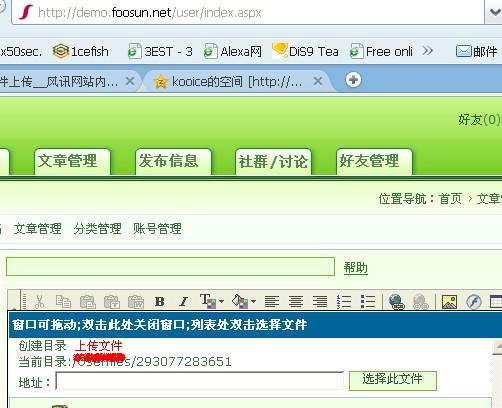 http://demo.foosun.net/user/index.aspx
x50sec. 1cefish 3EST - 3 Alexa网 DiS9 Tea Free onli » 邮件
件上传__风讯网站内... kooice的空间 [http://...
好友(0)
文章管理 发布信息 社群/讨论 好友管理
位置导航：首页 > 文章
文章管理 分类管理 账号管理
帮助
B I T
窗口可拖动;双击此处关闭窗口;列表处双击选择文件
创建目录 上传文件
当前目录:/Userfiles/293077283651
地址： 选择此文件